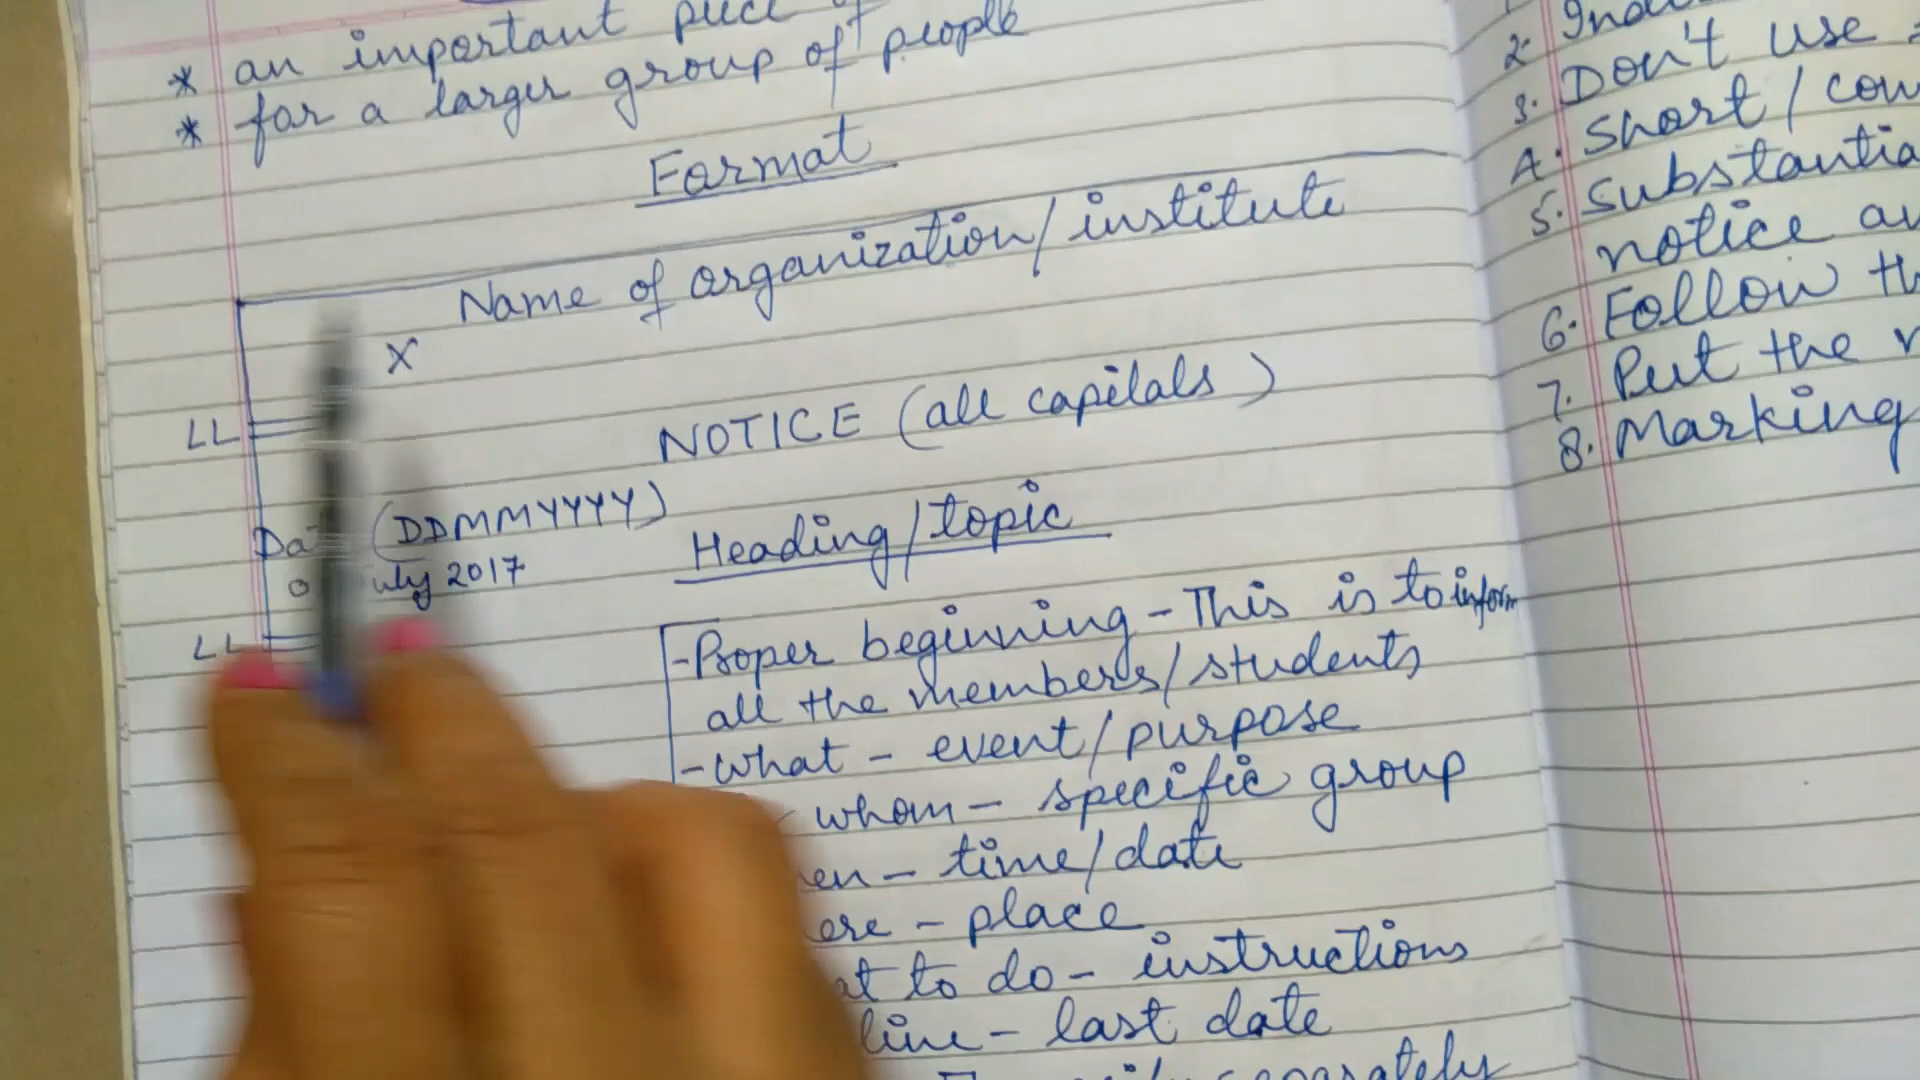 * an important
* for a larger group of people
Format
Name of organization/institute
X
LL
NOTICE (all capitals)
(DDMMYYYY)
2017
Heading/topic
LL
-Proper beginning - This is to inform
all the members/students
-what - event/purpose
whom - specific group
- time/date
- place
to do - instructions
- last date
separately
2.
3. Don't use
4. Short/
5. Substantia
notice
6. Follow
7. Put the
8. Marking